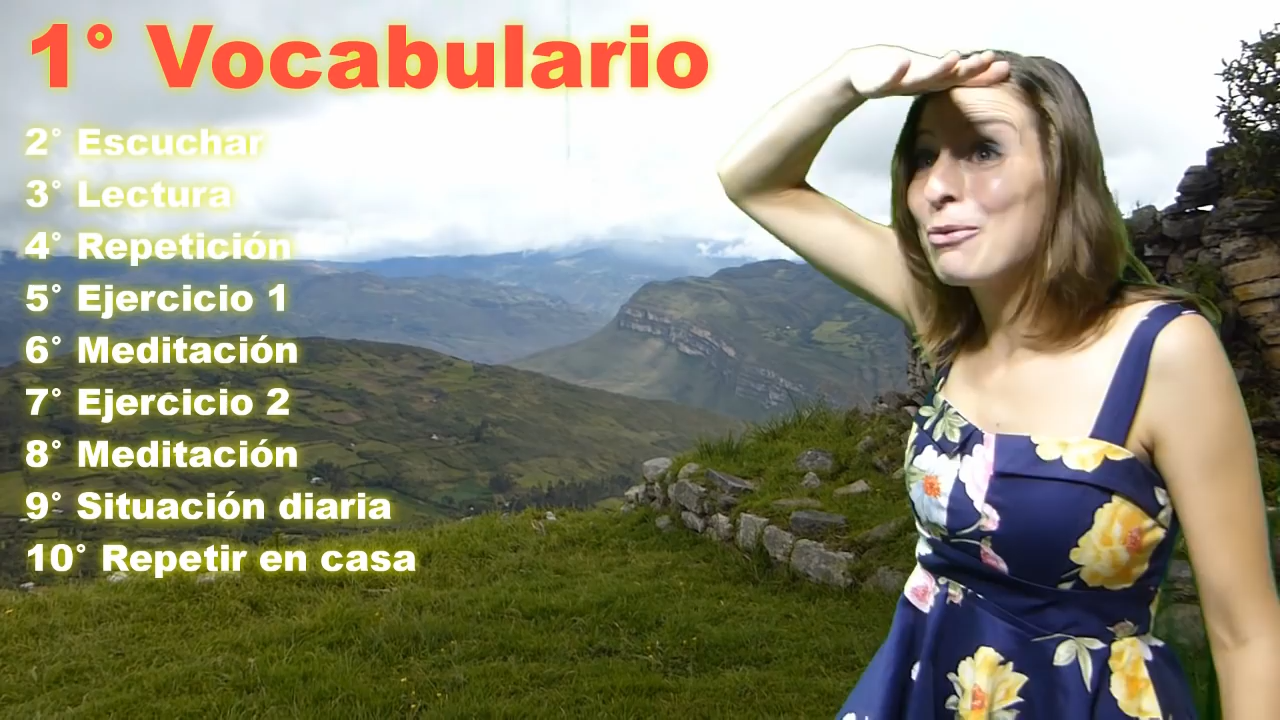 1° Vocabulario
2° Escuchar
3° Lectura
4° Repetición
5° Ejercicio 1
6° Meditación
7° Ejercicio 2
8° Meditación
9° Situación diaria
10° Repetir en casa